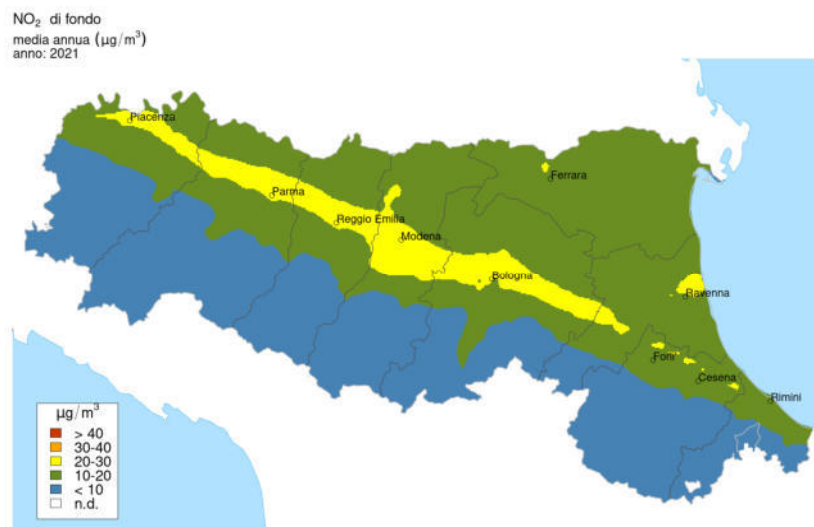 NO₂ di fondo
media annua (µg/m³)
anno: 2021
Piacenza
Parma
Reggio Emilia
Modena
Bologna
Ferrara
Ravenna
Forlì
Cesena
Rimini
µg/m³
> 40
30-40
20-30
10-20
< 10
n.d.